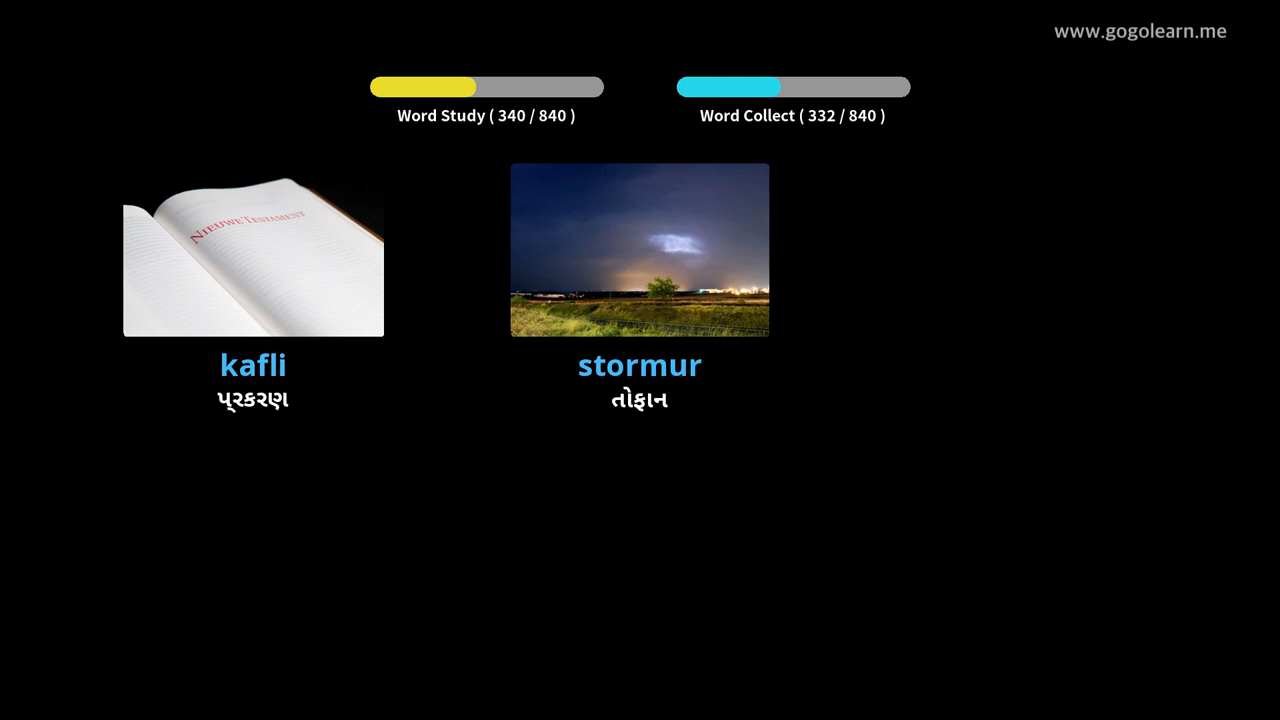 www.gogolearn.me
Word Study ( 340 / 840 )
Word Collect ( 332 / 840 )
NIEUWE TESTAMENT
kafli
પ્રકરણ
stormur
તોફાન